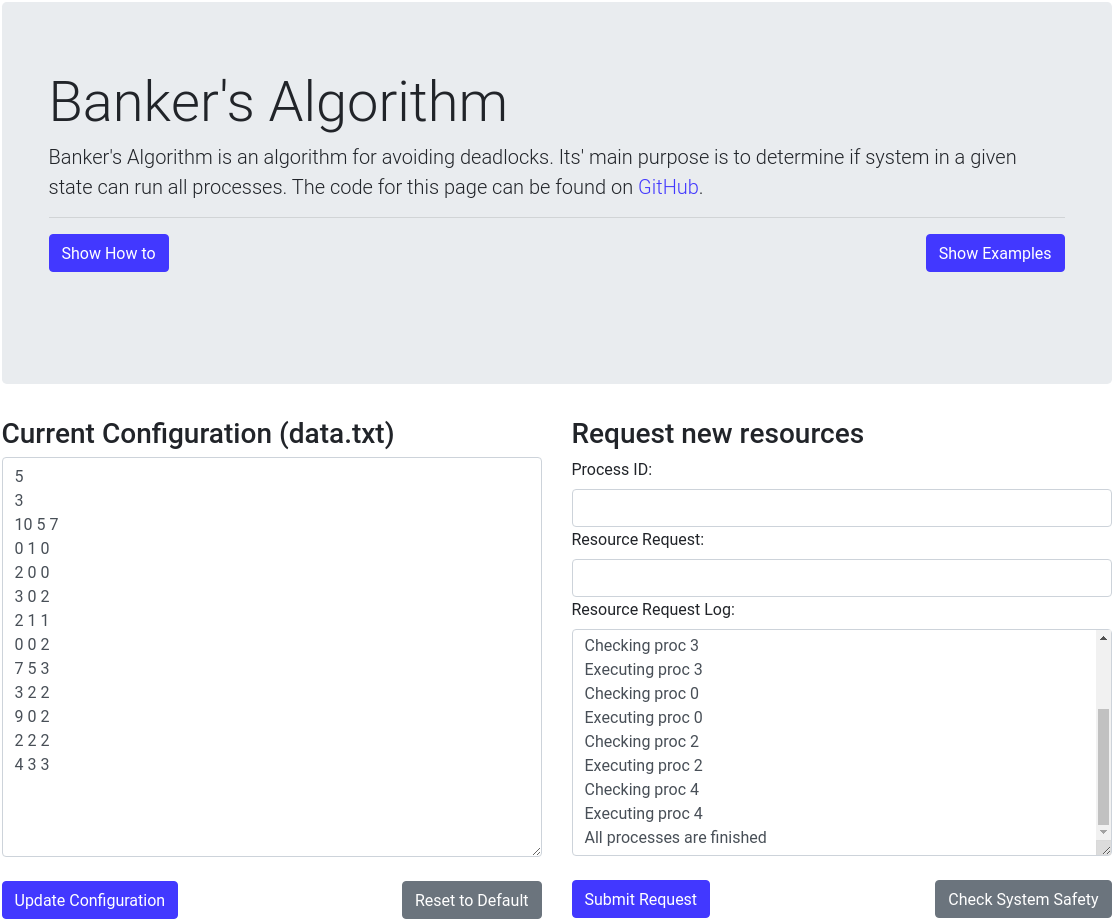 Banker's Algorithm
Banker's Algorithm is an algorithm for avoiding deadlocks. Its' main purpose is to determine if system in a given
state can run all processes. The code for this page can be found on GitHub.
Show How to
Show Examples
Current Configuration (data.txt)
5
3
10 5 7
0 1 0
2 0 0
3 0 2
2 1 1
0 0 2
7 5 3
3 2 2
9 0 2
2 2 2
4 3 3
Update Configuration
Reset to Default
Request new resources
Process ID:
Resource Request:
Resource Request Log:
Checking proc 3
Executing proc 3
Checking proc 0
Executing proc 0
Checking proc 2
Executing proc 2
Checking proc 4
Executing proc 4
All processes are finished
Submit Request
Check System Safety